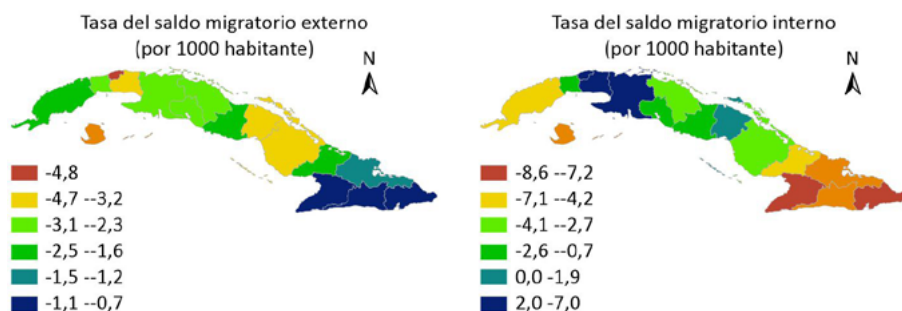 Tasa del saldo migratorio externo
(por 1000 habitante)
N
-4,8
-4,7 --3,2
-3,1 --2,3
-2,5 --1,6
-1,5 --1,2
-1,1 --0,7
Tasa del saldo migratorio interno
(por 1000 habitante)
N
-8,6 --7,2
-7,1 --4,2
-4,1 --2,7
-2,6 --0,7
0,0 -1,9
2,0 -7,0